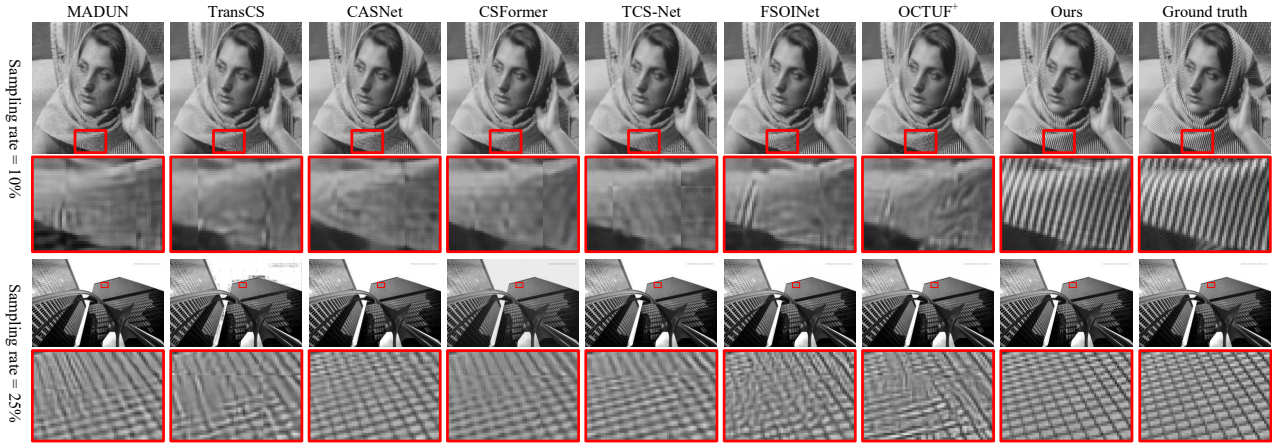 MADUN TransCS CASNet CSFormer TCS-Net FSOINet OCTUF+ Ours Ground truth
Sampling rate = 10%
Sampling rate = 25%